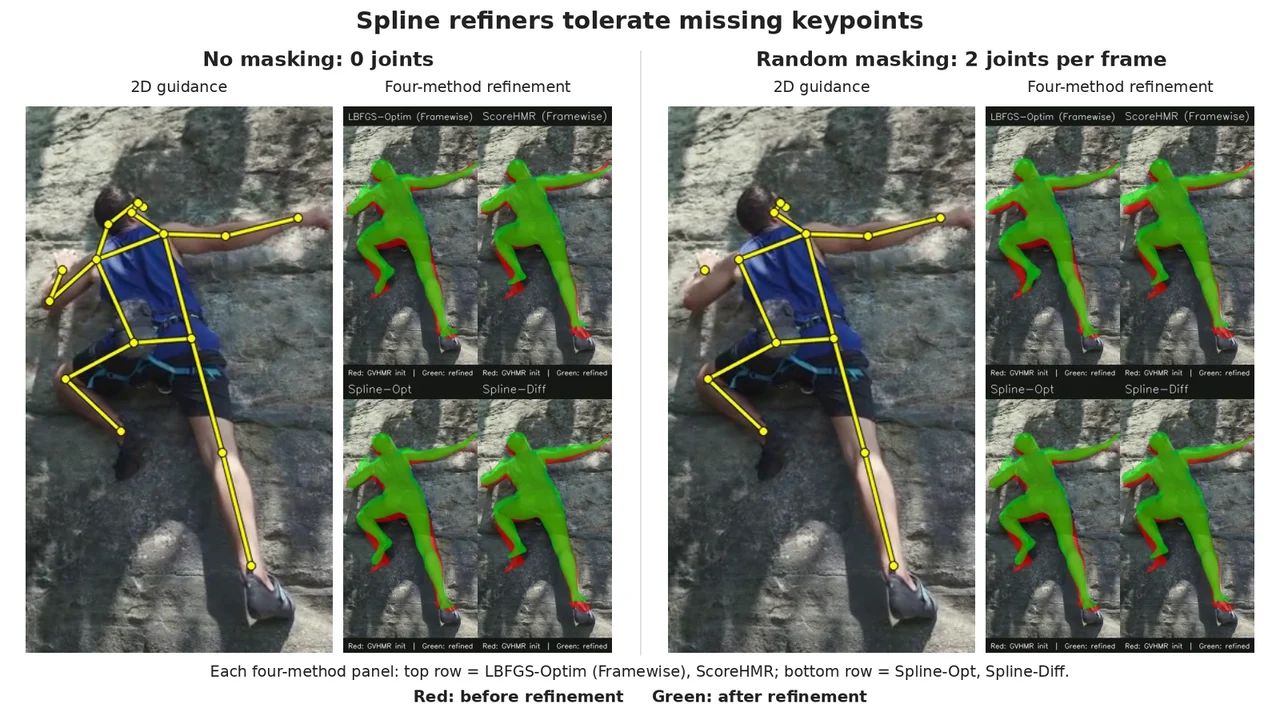 Spline refiners tolerate missing keypoints
No masking: 0 joints
2D guidance
Four-method refinement
LBFGS-Optim (Framewise)
ScoreHMR (Framewise)
Red: GVHMR init | Green: refined
Red: GVHMR init | Green: refined
Spline-Opt
Spline-Diff
Red: GVHMR init | Green: refined
Red: GVHMR init | Green: refined
Random masking: 2 joints per frame
2D guidance
Four-method refinement
LBFGS-Optim (Framewise)
ScoreHMR (Framewise)
Red: GVHMR init | Green: refined
Red: GVHMR init | Green: refined
Spline-Opt
Spline-Diff
Red: GVHMR init | Green: refined
Red: GVHMR init | Green: refined
Each four-method panel: top row = LBFGS-Optim (Framewise), ScoreHMR; bottom row = Spline-Opt, Spline-Diff.
Red: before refinement Green: after refinement